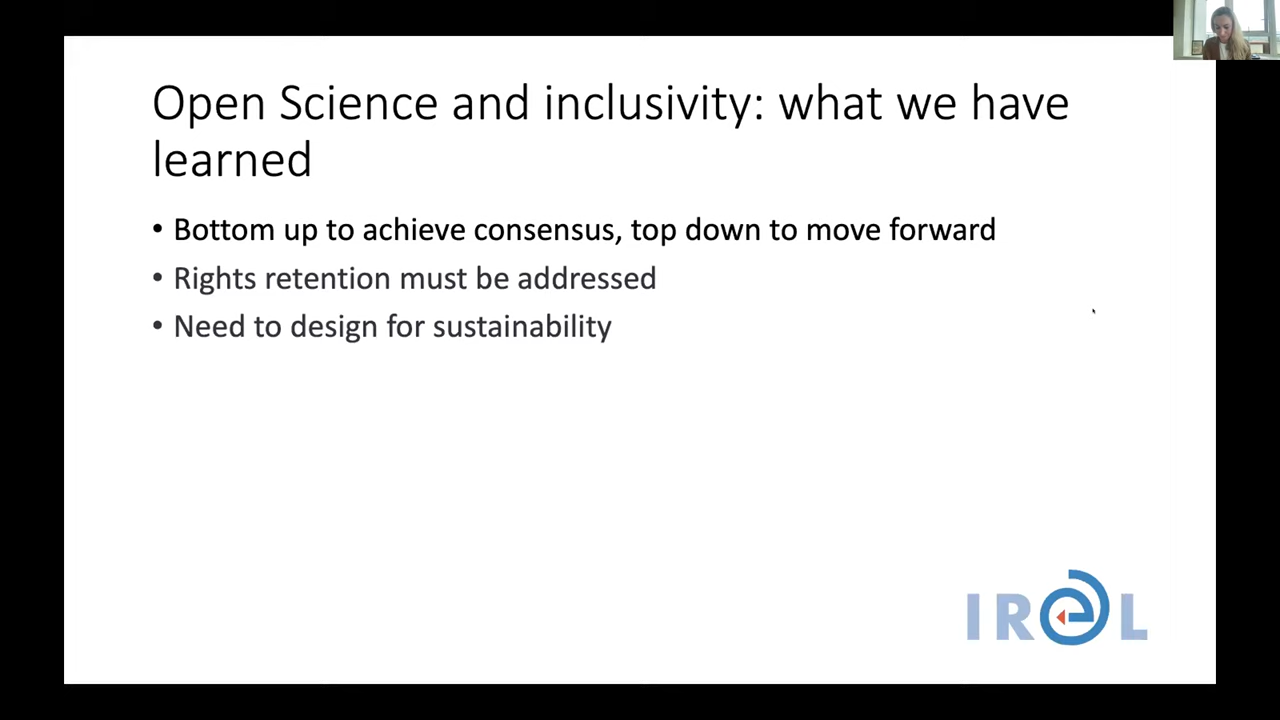 Open Science and inclusivity: what we have
learned
• Bottom up to achieve consensus, top down to move forward
• Rights retention must be addressed
• Need to design for sustainability
IReL